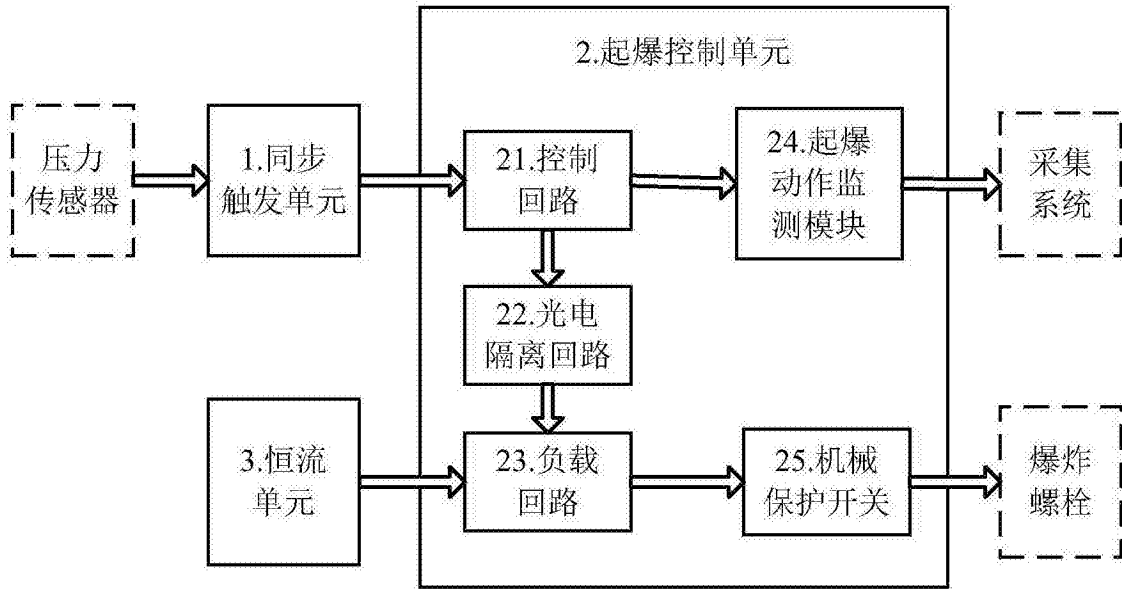 2.起爆控制单元
压力
传感器
1.同步
触发单元
21.控制
回路
24.起爆
动作监
测模块
采集
系统
22.光电
隔离回路
3.恒流
单元
23.负载
回路
25.机械
保护开关
爆炸
螺栓